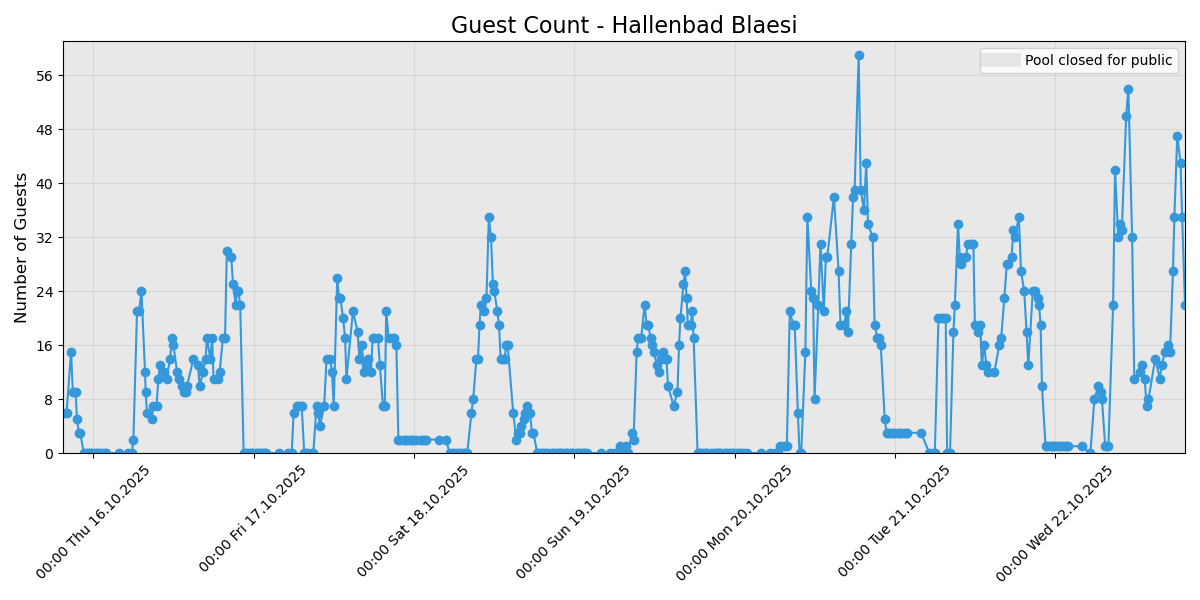 Guest Count - Hallenbad Blaesi
Pool closed for public
Number of Guests
56
48
40
32
24
16
8
0
00:00 Thu 16.10.2025
00:00 Fri 17.10.2025
00:00 Sat 18.10.2025
00:00 Sun 19.10.2025
00:00 Mon 20.10.2025
00:00 Tue 21.10.2025
00:00 Wed 22.10.2025